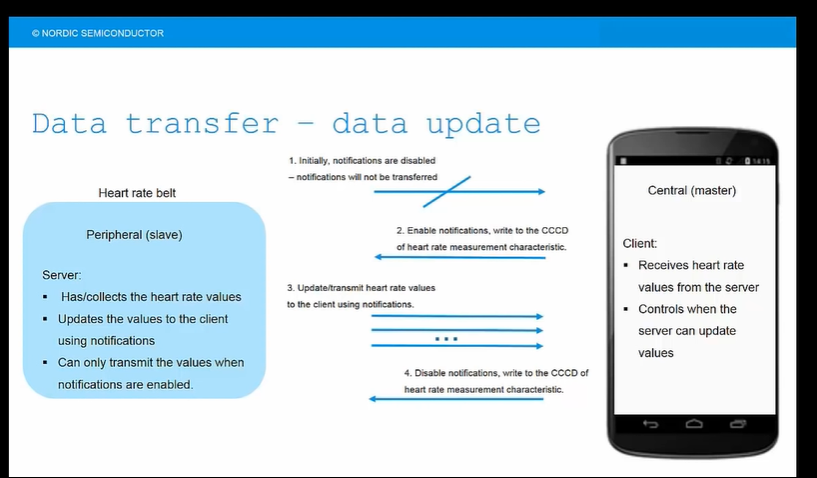 © NORDIC SEMICONDUCTOR
Data transfer – data update
Heart rate belt
Peripheral (slave)
Server:
▪ Has/collects the heart rate values
▪ Updates the values to the client
using notifications
▪ Can only transmit the values when
notifications are enabled.
1. Initially, notifications are disabled
– notifications will not be transferred
2. Enable notifications, write to the CCCD
of heart rate measurement characteristic.
3. Update/transmit heart rate values
to the client using notifications.
...
4. Disable notifications, write to the CCCD of
heart rate measurement characteristic.
14:15
Central (master)
Client:
▪ Receives heart rate
values from the server
▪ Controls when the
server can update
values